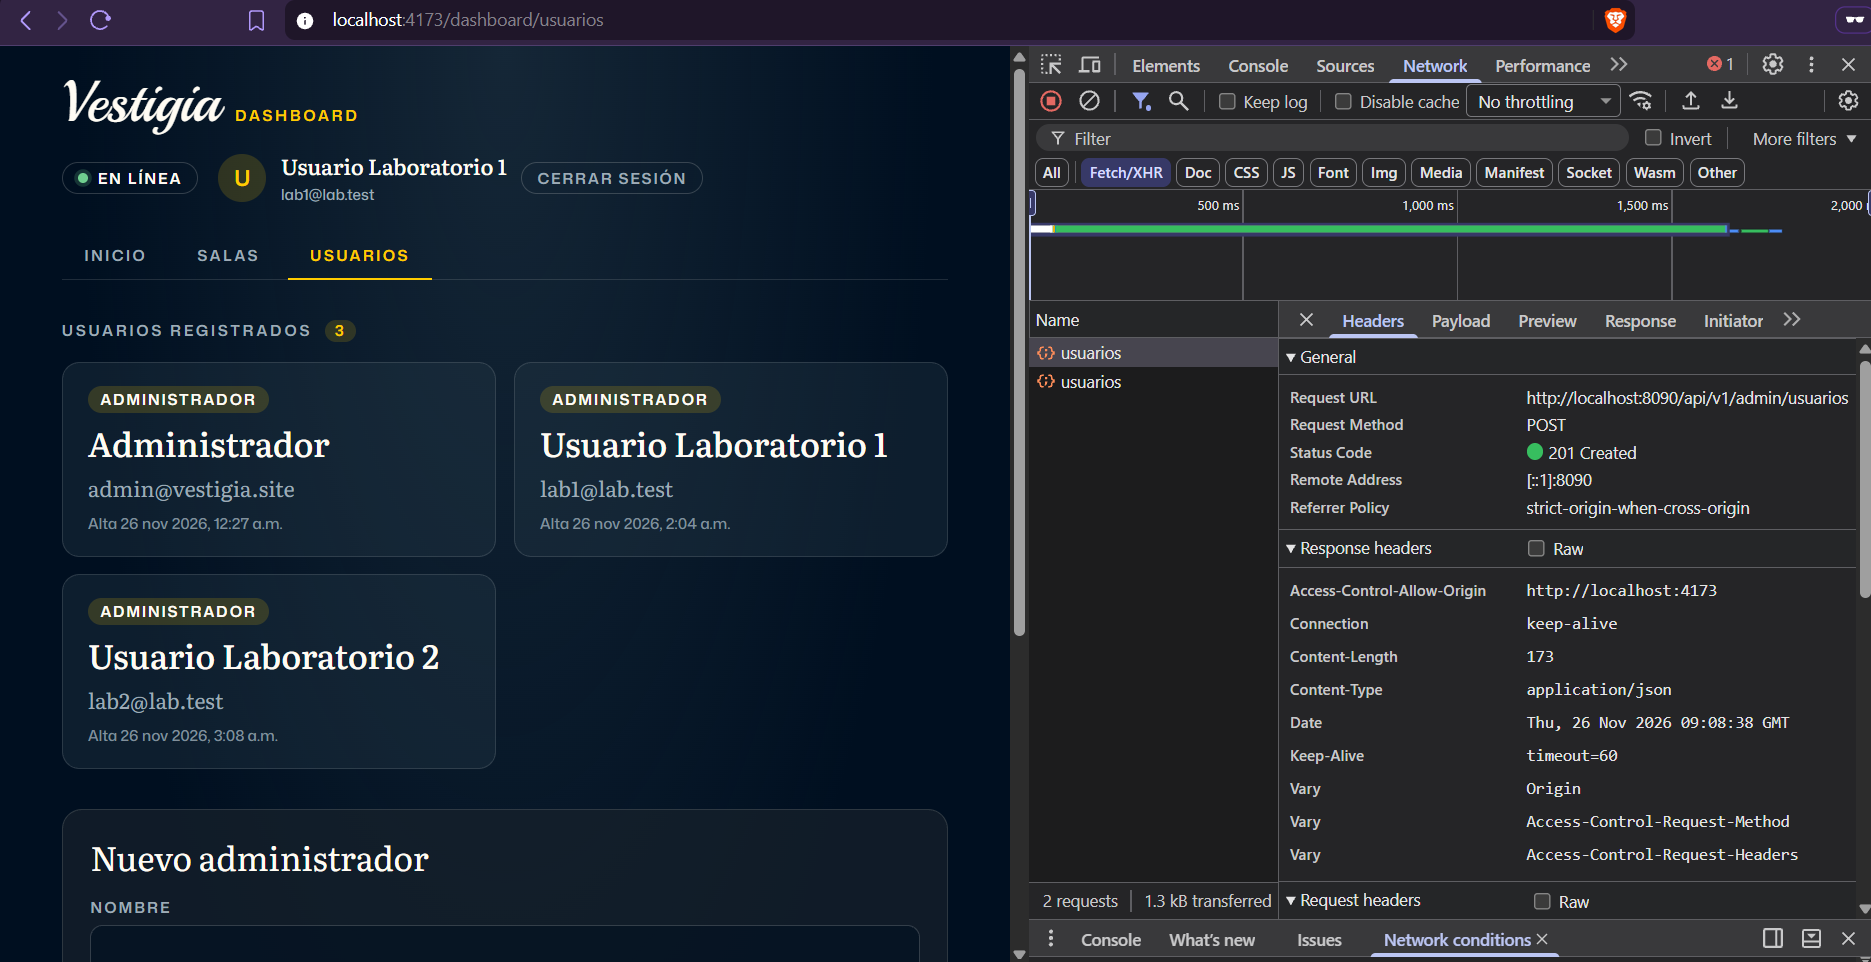 localhost:4173/dashboard/usuarios
Vestigia DASHBOARD
EN LÍNEA
U
Usuario Laboratorio 1
lab1@lab.test
CERRAR SESIÓN
INICIO SALAS USUARIOS
USUARIOS REGISTRADOS 3
ADMINISTRADOR
Administrador
admin@vestigia.site
Alta 26 nov 2026, 12:27 a.m.
ADMINISTRADOR
Usuario Laboratorio 1
lab1@lab.test
Alta 26 nov 2026, 2:04 a.m.
ADMINISTRADOR
Usuario Laboratorio 2
lab2@lab.test
Alta 26 nov 2026, 3:08 a.m.
Nuevo administrador
NOMBRE
Elements Console Sources Network Performance 1
Keep log Disable cache No throttling
Filter Invert More filters
All Fetch/XHR Doc CSS JS Font Img Media Manifest Socket Wasm Other
500 ms 1,000 ms 1,500 ms 2,000
Name
usuarios
usuarios
2 requests 1.3 kB transferred
Headers Payload Preview Response Initiator
General
Request URL http://localhost:8090/api/v1/admin/usuarios
Request Method POST
Status Code 201 Created
Remote Address [::1]:8090
Referrer Policy strict-origin-when-cross-origin
Response headers Raw
Access-Control-Allow-Origin http://localhost:4173
Connection keep-alive
Content-Length 173
Content-Type application/json
Date Thu, 26 Nov 2026 09:08:38 GMT
Keep-Alive timeout=60
Vary Origin
Vary Access-Control-Request-Method
Vary Access-Control-Request-Headers
Request headers Raw
Console What's new Issues Network conditions